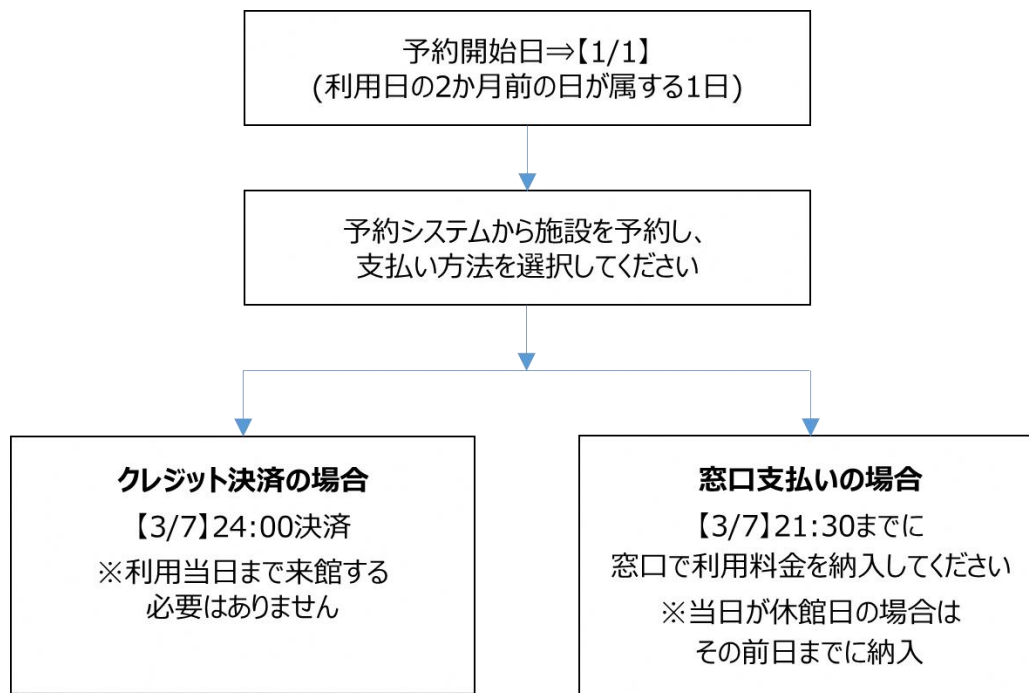 予約開始日⇒【1/1】
(利用日の2か月前の日が属する1日)
予約システムから施設を予約し、
支払い方法を選択してください
クレジット決済の場合
【3/7】24:00決済
※利用当日まで来館する
必要はありません
窓口支払いの場合
【3/7】21:30までに
窓口で利用料金を納入してください
※当日が休館日の場合は
その前日までに納入